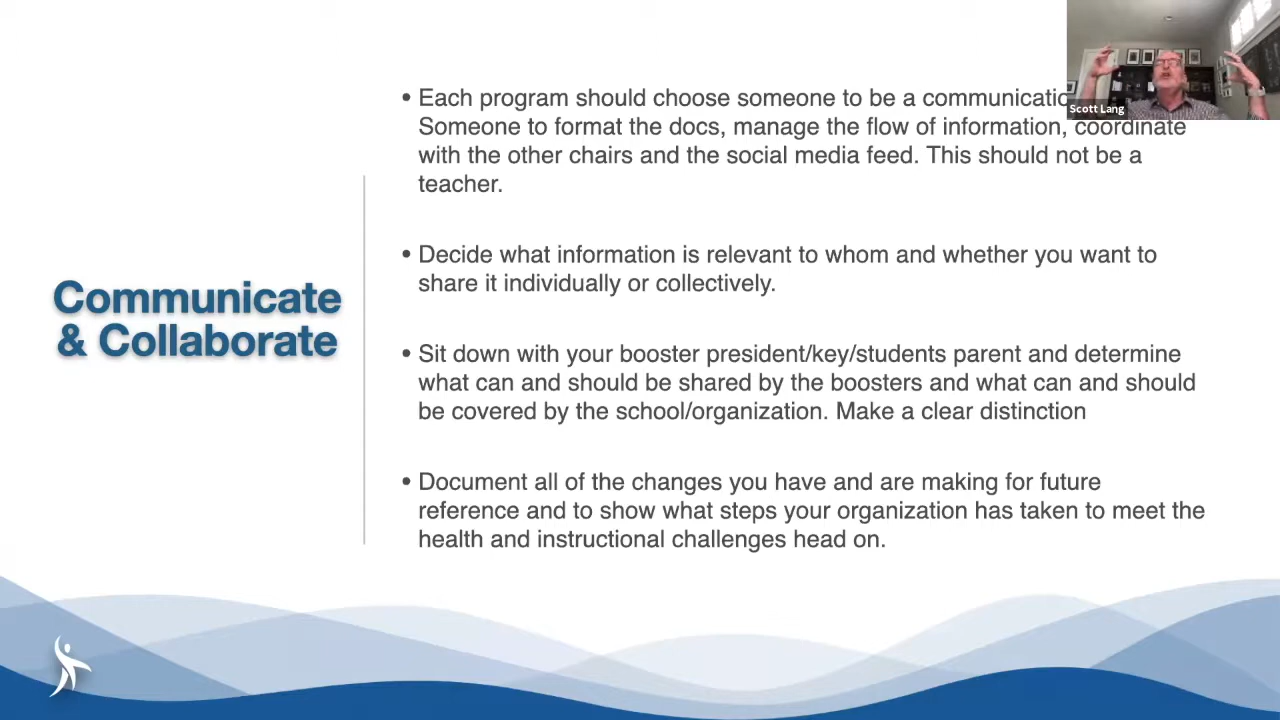 Scott Lang
• Each program should choose someone to be a
Someone to format the docs, manage the flow of information, coordinate
with the other chairs and the social media feed. This should not be a
teacher.
• Decide what information is relevant to whom and whether you want to
share it individually or collectively.
Communicate
& Collaborate
• Sit down with your booster president/key/students parent and determine
what can and should be shared by the boosters and what can and should
be covered by the school/organization. Make a clear distinction
• Document all of the changes you have and are making for future
reference and to show what steps your organization has taken to meet the
health and instructional challenges head on.